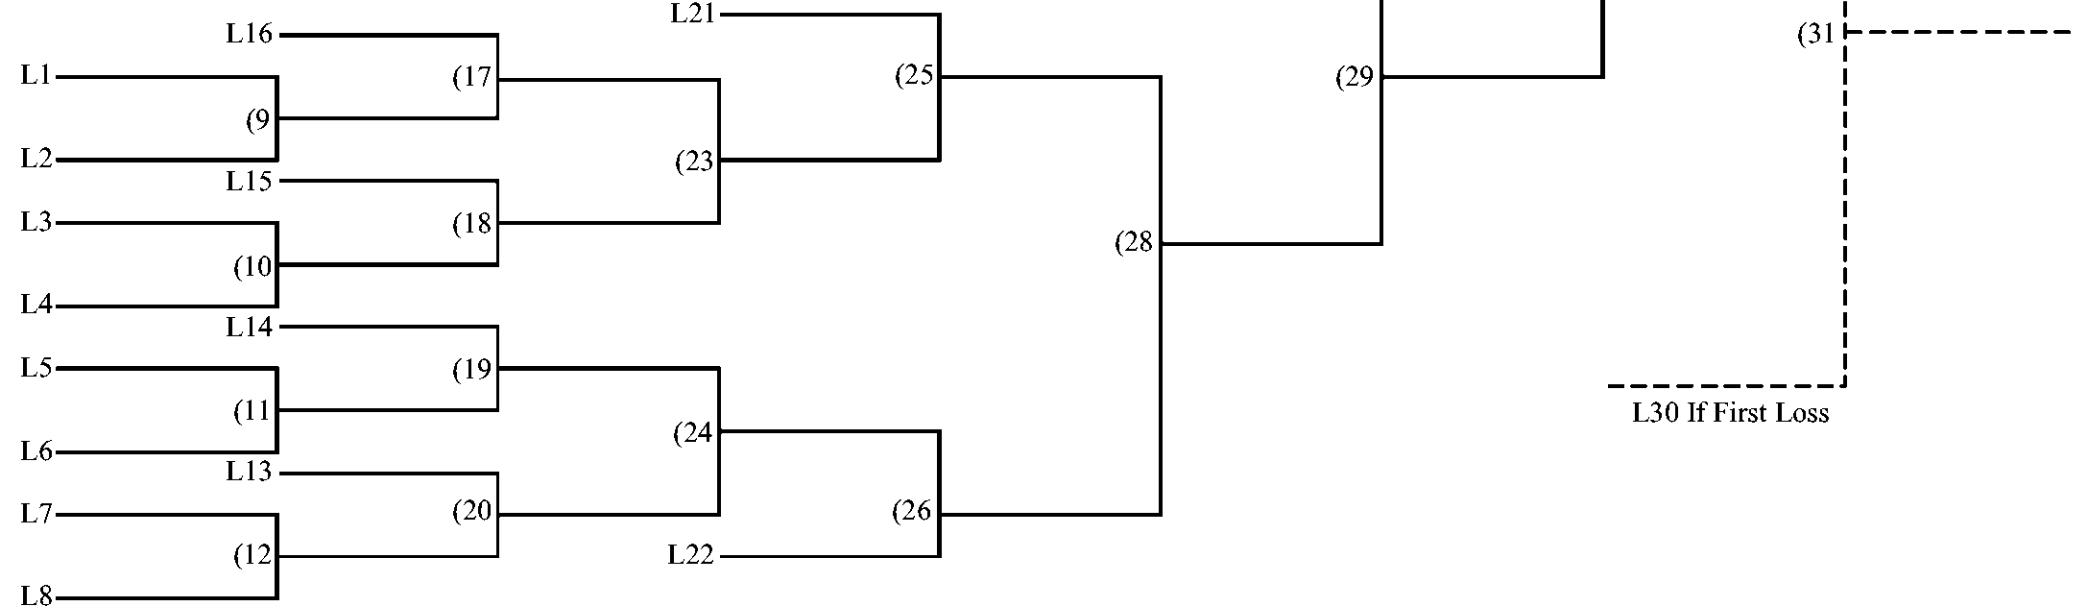 L21
L16
(31
L1
(17
(25
(29
(9
L2
(23
L15
L3
(18
(28
(10
L4
L14
L5
(19
(11
L30 If First Loss
(24
L6
L13
L7
(20
(26
(12
L22
L8